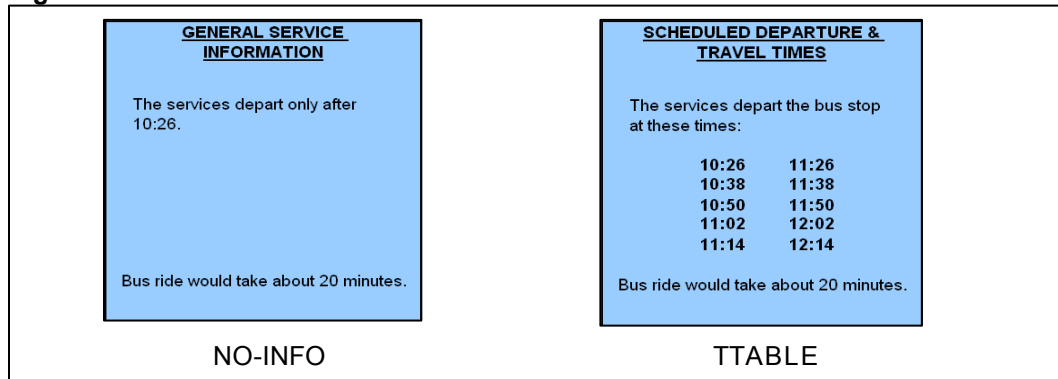 GENERAL SERVICE
INFORMATION
The services depart only after
10:26.
Bus ride would take about 20 minutes.
NO-INFO
SCHEDULED DEPARTURE &
TRAVEL TIMES
The services depart the bus stop
at these times:
10:26 11:26
10:38 11:38
10:50 11:50
11:02 12:02
11:14 12:14
Bus ride would take about 20 minutes.
TTABLE